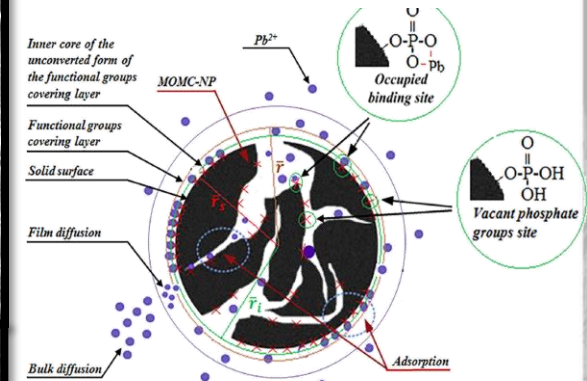 Inner core of the
unconverted form of
the functional groups
covering layer
Functional groups
covering layer
Solid surface
Film diffusion
Bulk diffusion
MOMC-NP
Pb²⁺
r̄
r̄s
r̄i
O
O-P-O
O-Pb
Occupied
binding site
O
O-P-OH
OH
Vacant phosphate
groups site
Adsorption